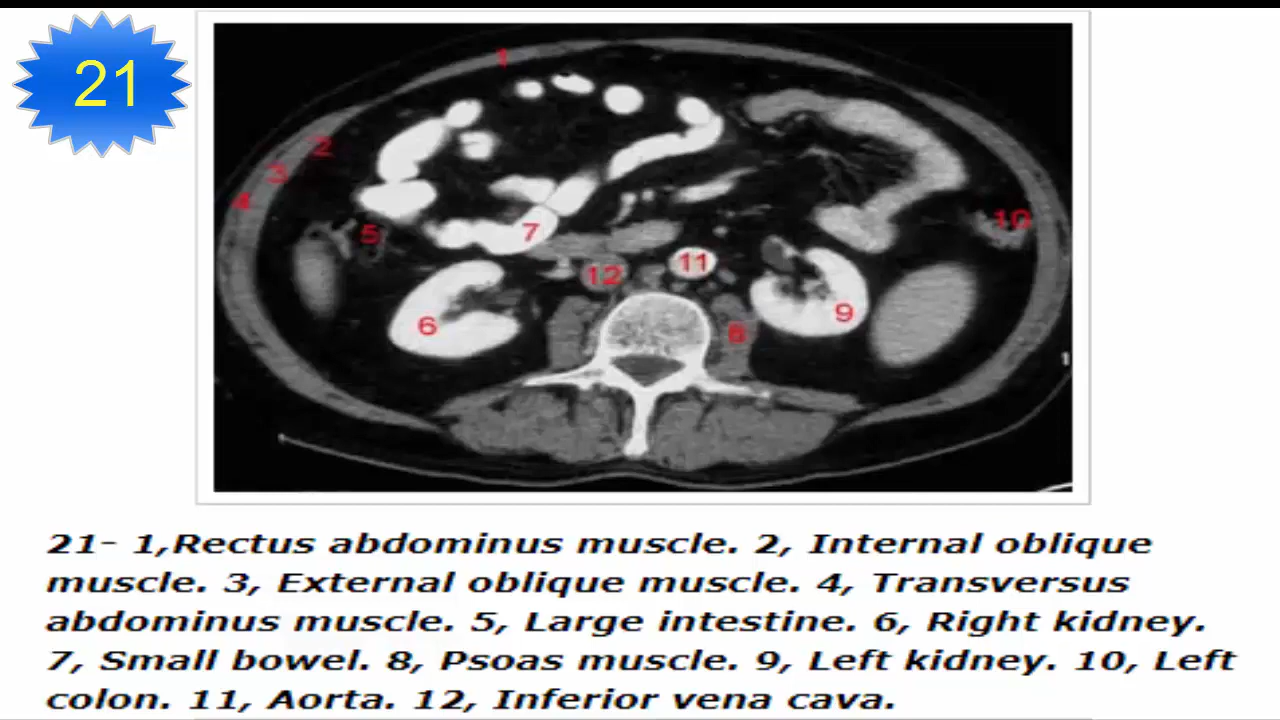 21
1
2
3
4
5
10
7
11
12
9
6
8
1
21- 1,Rectus abdominus muscle. 2, Internal oblique
muscle. 3, External oblique muscle. 4, Transversus
abdominus muscle. 5, Large intestine. 6, Right kidney.
7, Small bowel. 8, Psoas muscle. 9, Left kidney. 10, Left
colon. 11, Aorta. 12, Inferior vena cava.